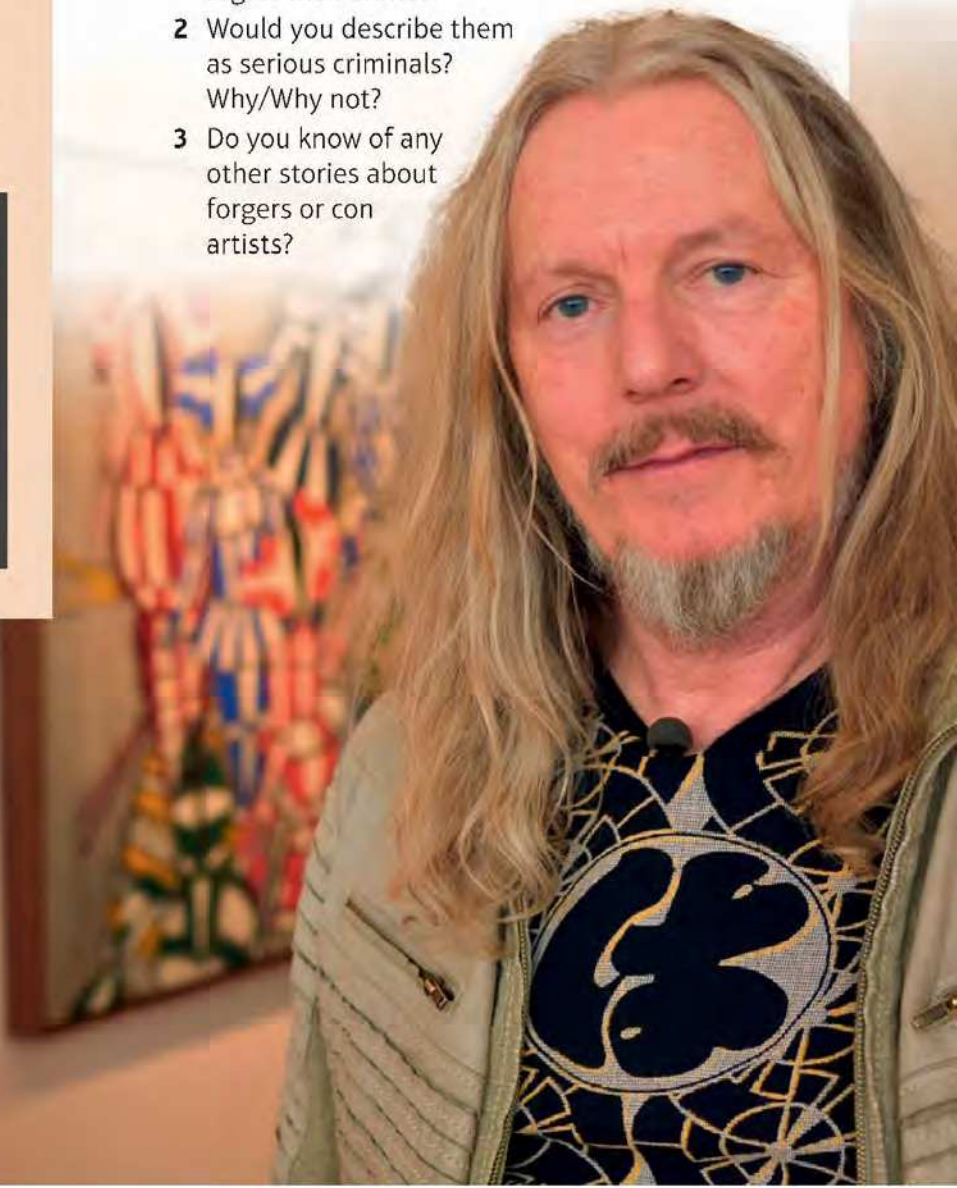 2 Would you describe them
as serious criminals?
Why/Why not?
3 Do you know of any
other stories about
forgers or con
artists?